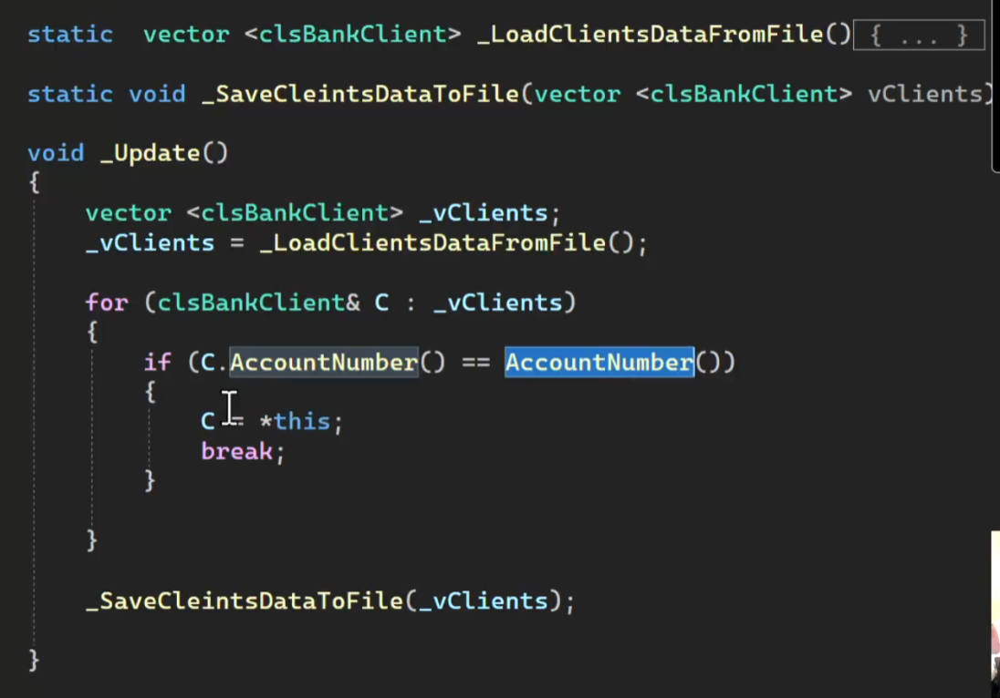 static  vector <clsBankClient> _LoadClientsDataFromFile(){ ... }
static void _SaveCleintsDataToFile(vector <clsBankClient> vClients)
void _Update()
{
vector <clsBankClient> _vClients;
_vClients = _LoadClientsDataFromFile();
for (clsBankClient& C : _vClients)
{
if (C.AccountNumber() == AccountNumber())
{
C = *this;
break;
}
}
_SaveCleintsDataToFile(_vClients);
}